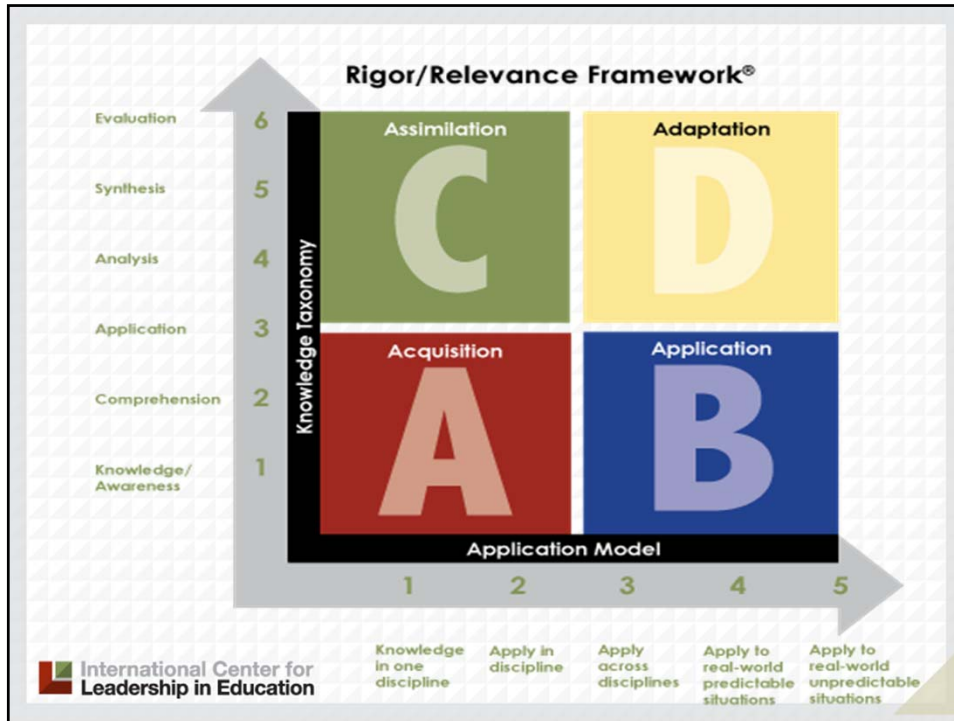 Rigor/Relevance Framework®
Evaluation
6
Synthesis
5
Analysis
4
Application
3
Comprehension
2
Knowledge/
Awareness
1
Knowledge Taxonomy
Assimilation
C
Adaptation
D
Acquisition
A
Application
B
Application Model
1
2
3
4
5
Knowledge
in one
discipline
Apply in
discipline
Apply
across
disciplines
Apply to
real-world
predictable
situations
Apply to
real-world
unpredictable
situations
International Center for
Leadership in Education